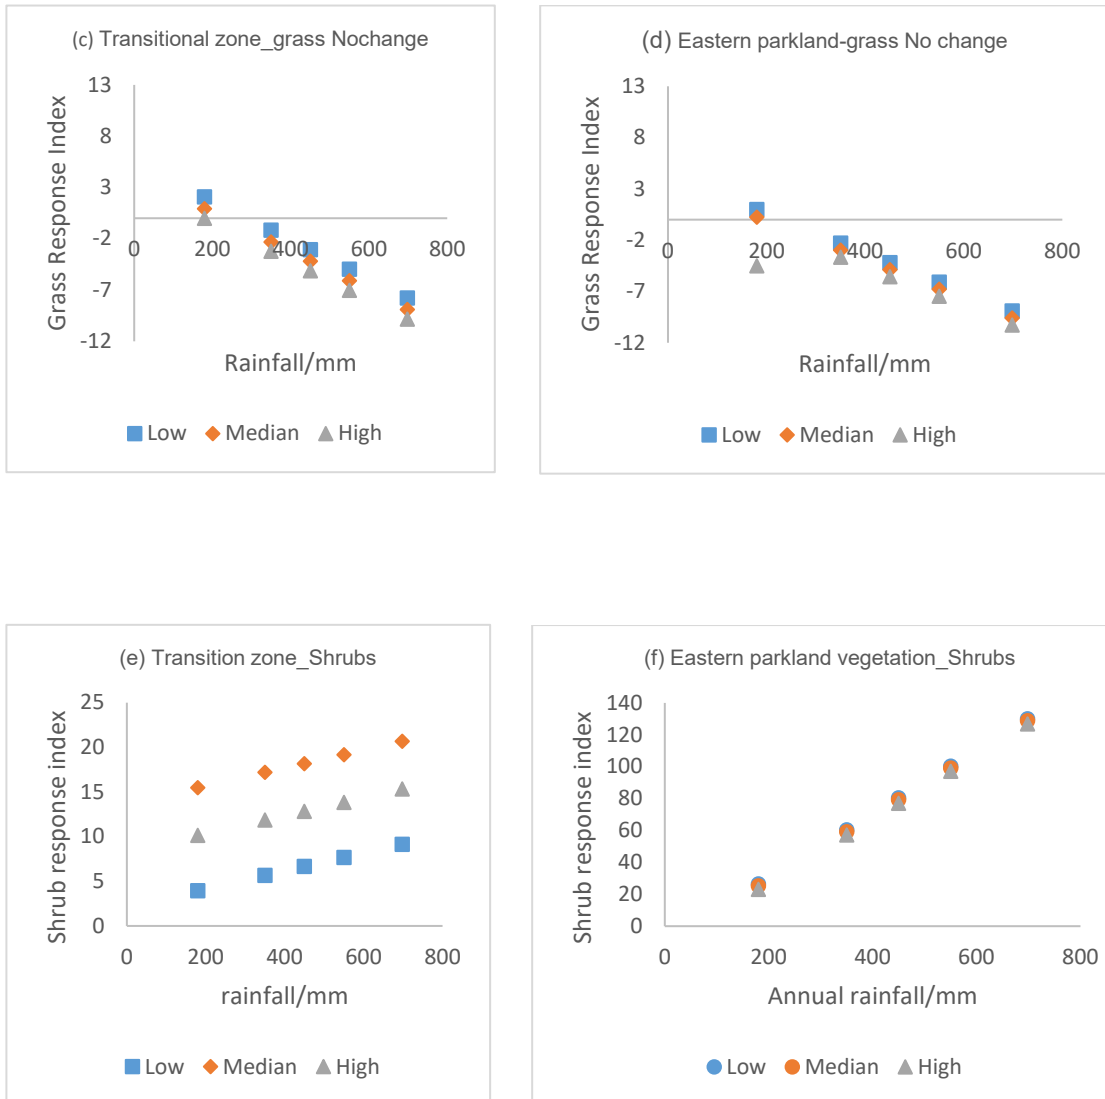 (c) Transitional zone_grass Nochange
13
8
3
-2
-7
-12
0
200
400
600
800
Grass Response Index
Rainfall/mm
Low Median High
(d) Eastern parkland-grass No change
13
8
3
-2
-7
-12
0
200
400
600
800
Grass Response Index
Rainfall/mm
Low Median High
(e) Transition zone_Shrubs
25
20
15
10
5
0
0
200
400
600
800
Shrub response index
rainfall/mm
Low Median High
(f) Eastern parkland vegetation_Shrubs
140
120
100
80
60
40
20
0
0
200
400
600
800
Shrub response index
Annual rainfall/mm
Low Median High